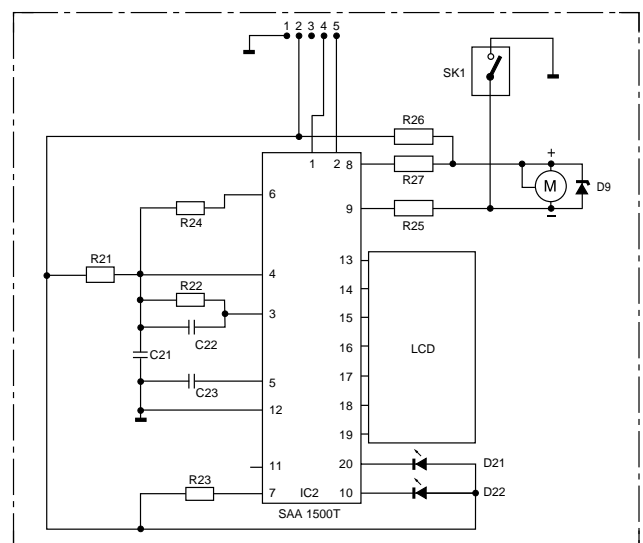 1 2 3 4 5
SK1
R26
1 2 8
R27
+
M
D9
6
R24
9
R25
–
R21
4
13
R22
14
3
15
C22
16
LCD
C21
17
5
C23
18
12
19
20
D21
11
R23
7
IC2
10
D22
SAA 1500T